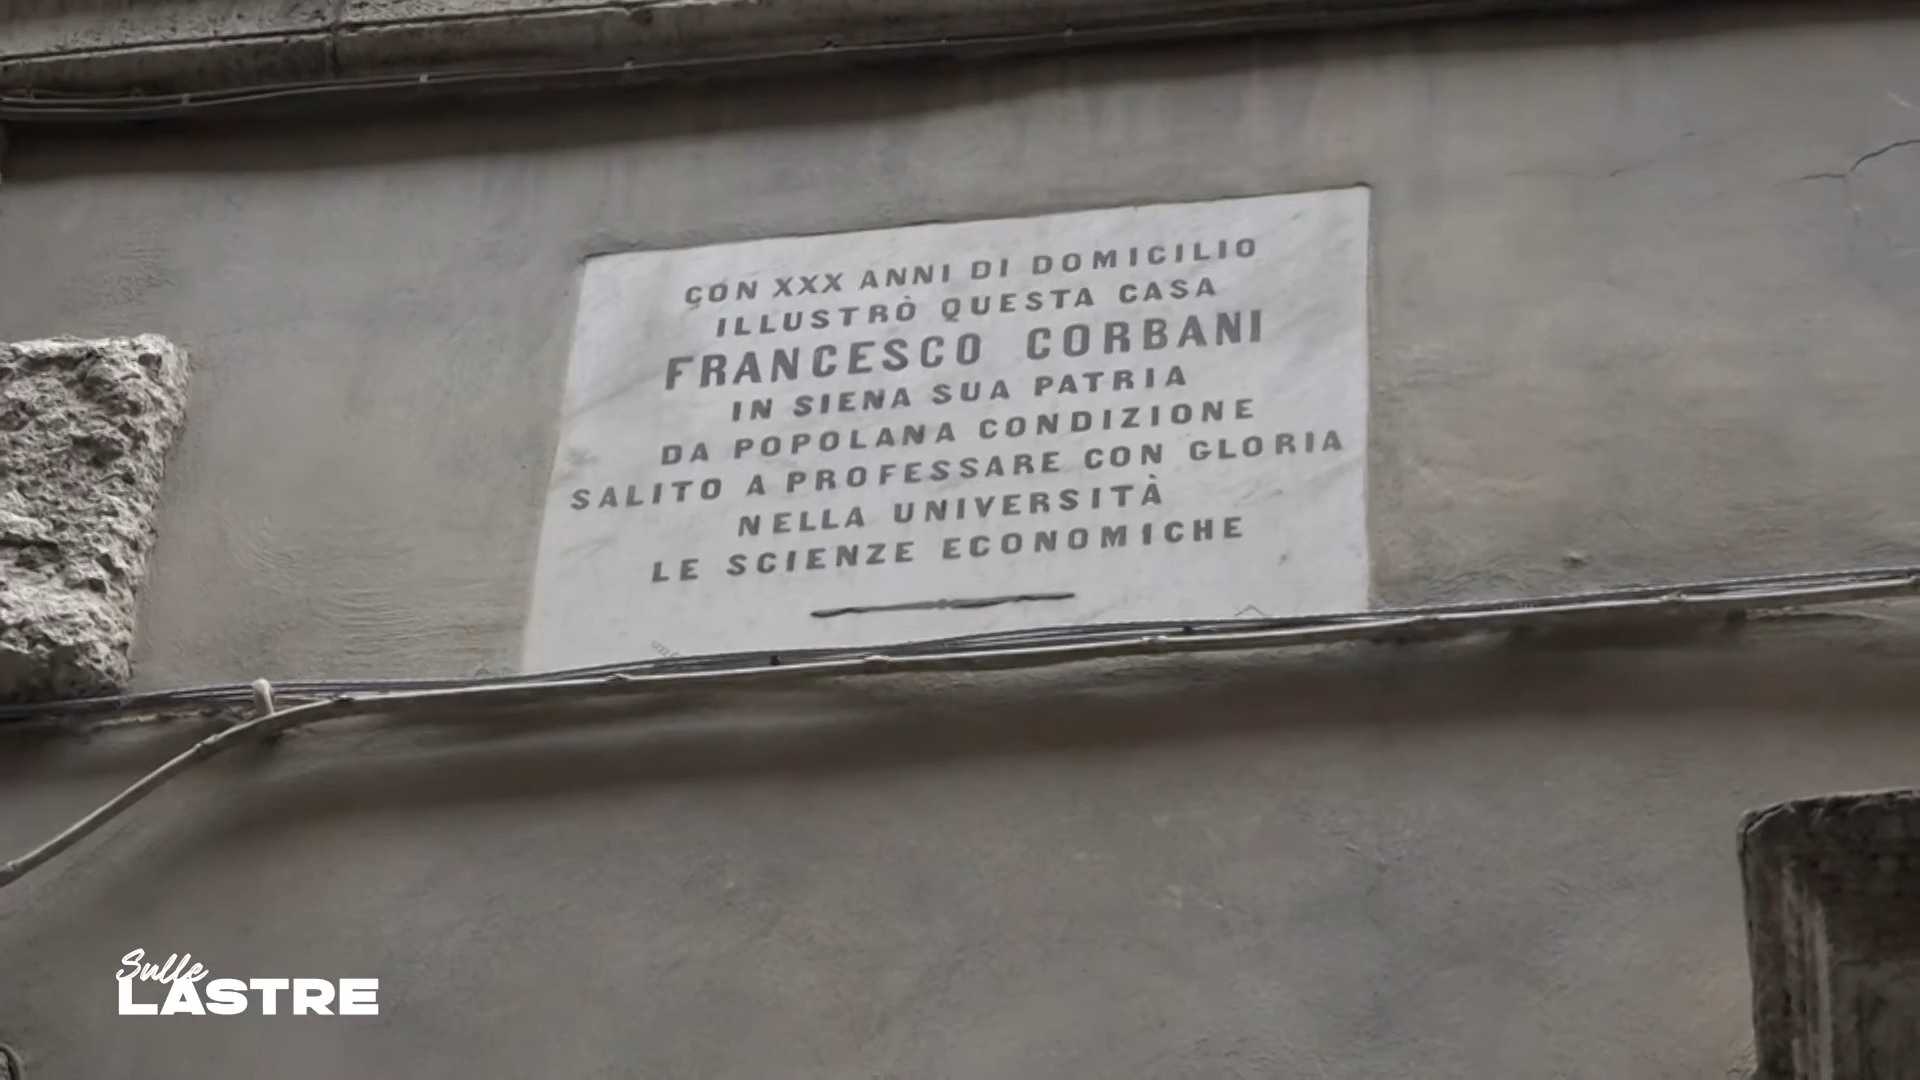 CON XXX ANNI DI DOMICILIO
ILLUSTRÒ QUESTA CASA
FRANCESCO CORBANI
IN SIENA SUA PATRIA
DA POPOLANA CONDIZIONE
SALITO A PROFESSARE CON GLORIA
NELLA UNIVERSITÀ
LE SCIENZE ECONOMICHE
Sulle
LASTRE